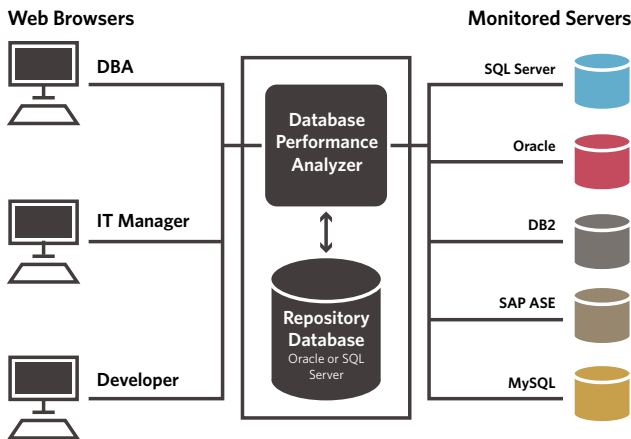 Web Browsers
DBA
IT Manager
Developer
Database
Performance
Analyzer
Repository
Database
Oracle or SQL
Server
Monitored Servers
SQL Server
Oracle
DB2
SAP ASE
MySQL